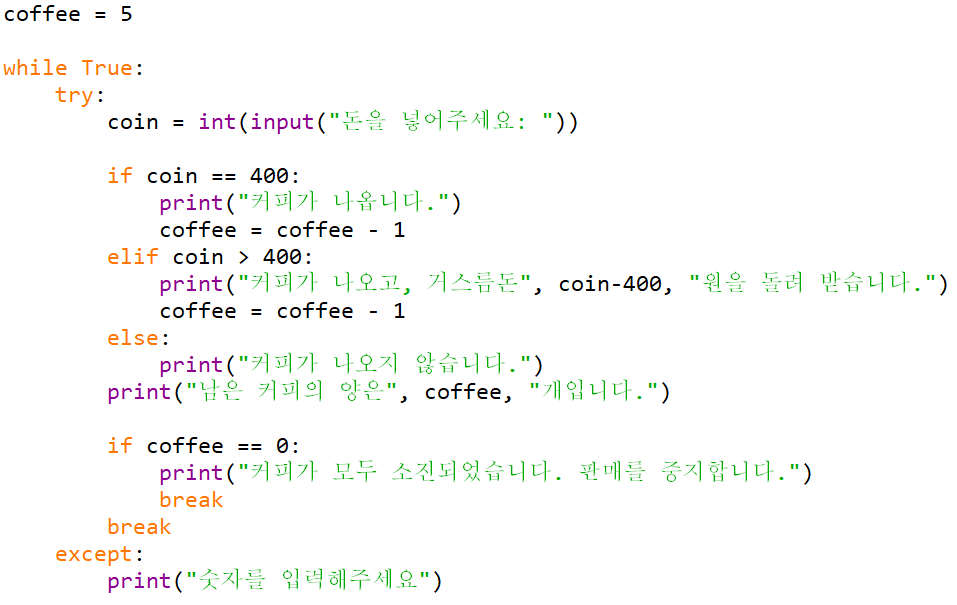 coffee = 5
while True:
try:
coin = int(input("돈을 넣어주세요: "))
if coin == 400:
print("커피가 나옵니다.")
coffee = coffee - 1
elif coin > 400:
print("커피가 나오고, 거스름돈", coin-400, "원을 돌려 받습니다.")
coffee = coffee - 1
else:
print("커피가 나오지 않습니다.")
print("남은 커피의 양은", coffee, "개입니다.")
if coffee == 0:
print("커피가 모두 소진되었습니다. 판매를 중지합니다.")
break
break
except:
print("숫자를 입력해주세요")